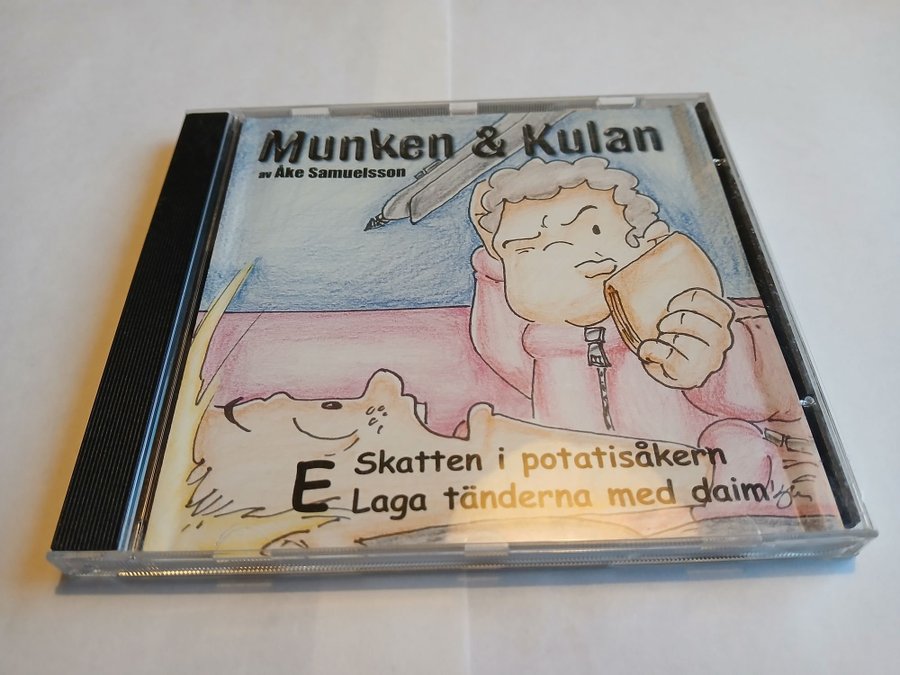 Munken & Kulan
av Åke Samuelsson
E
Skatten i potatisåkern
Laga tänderna med daim